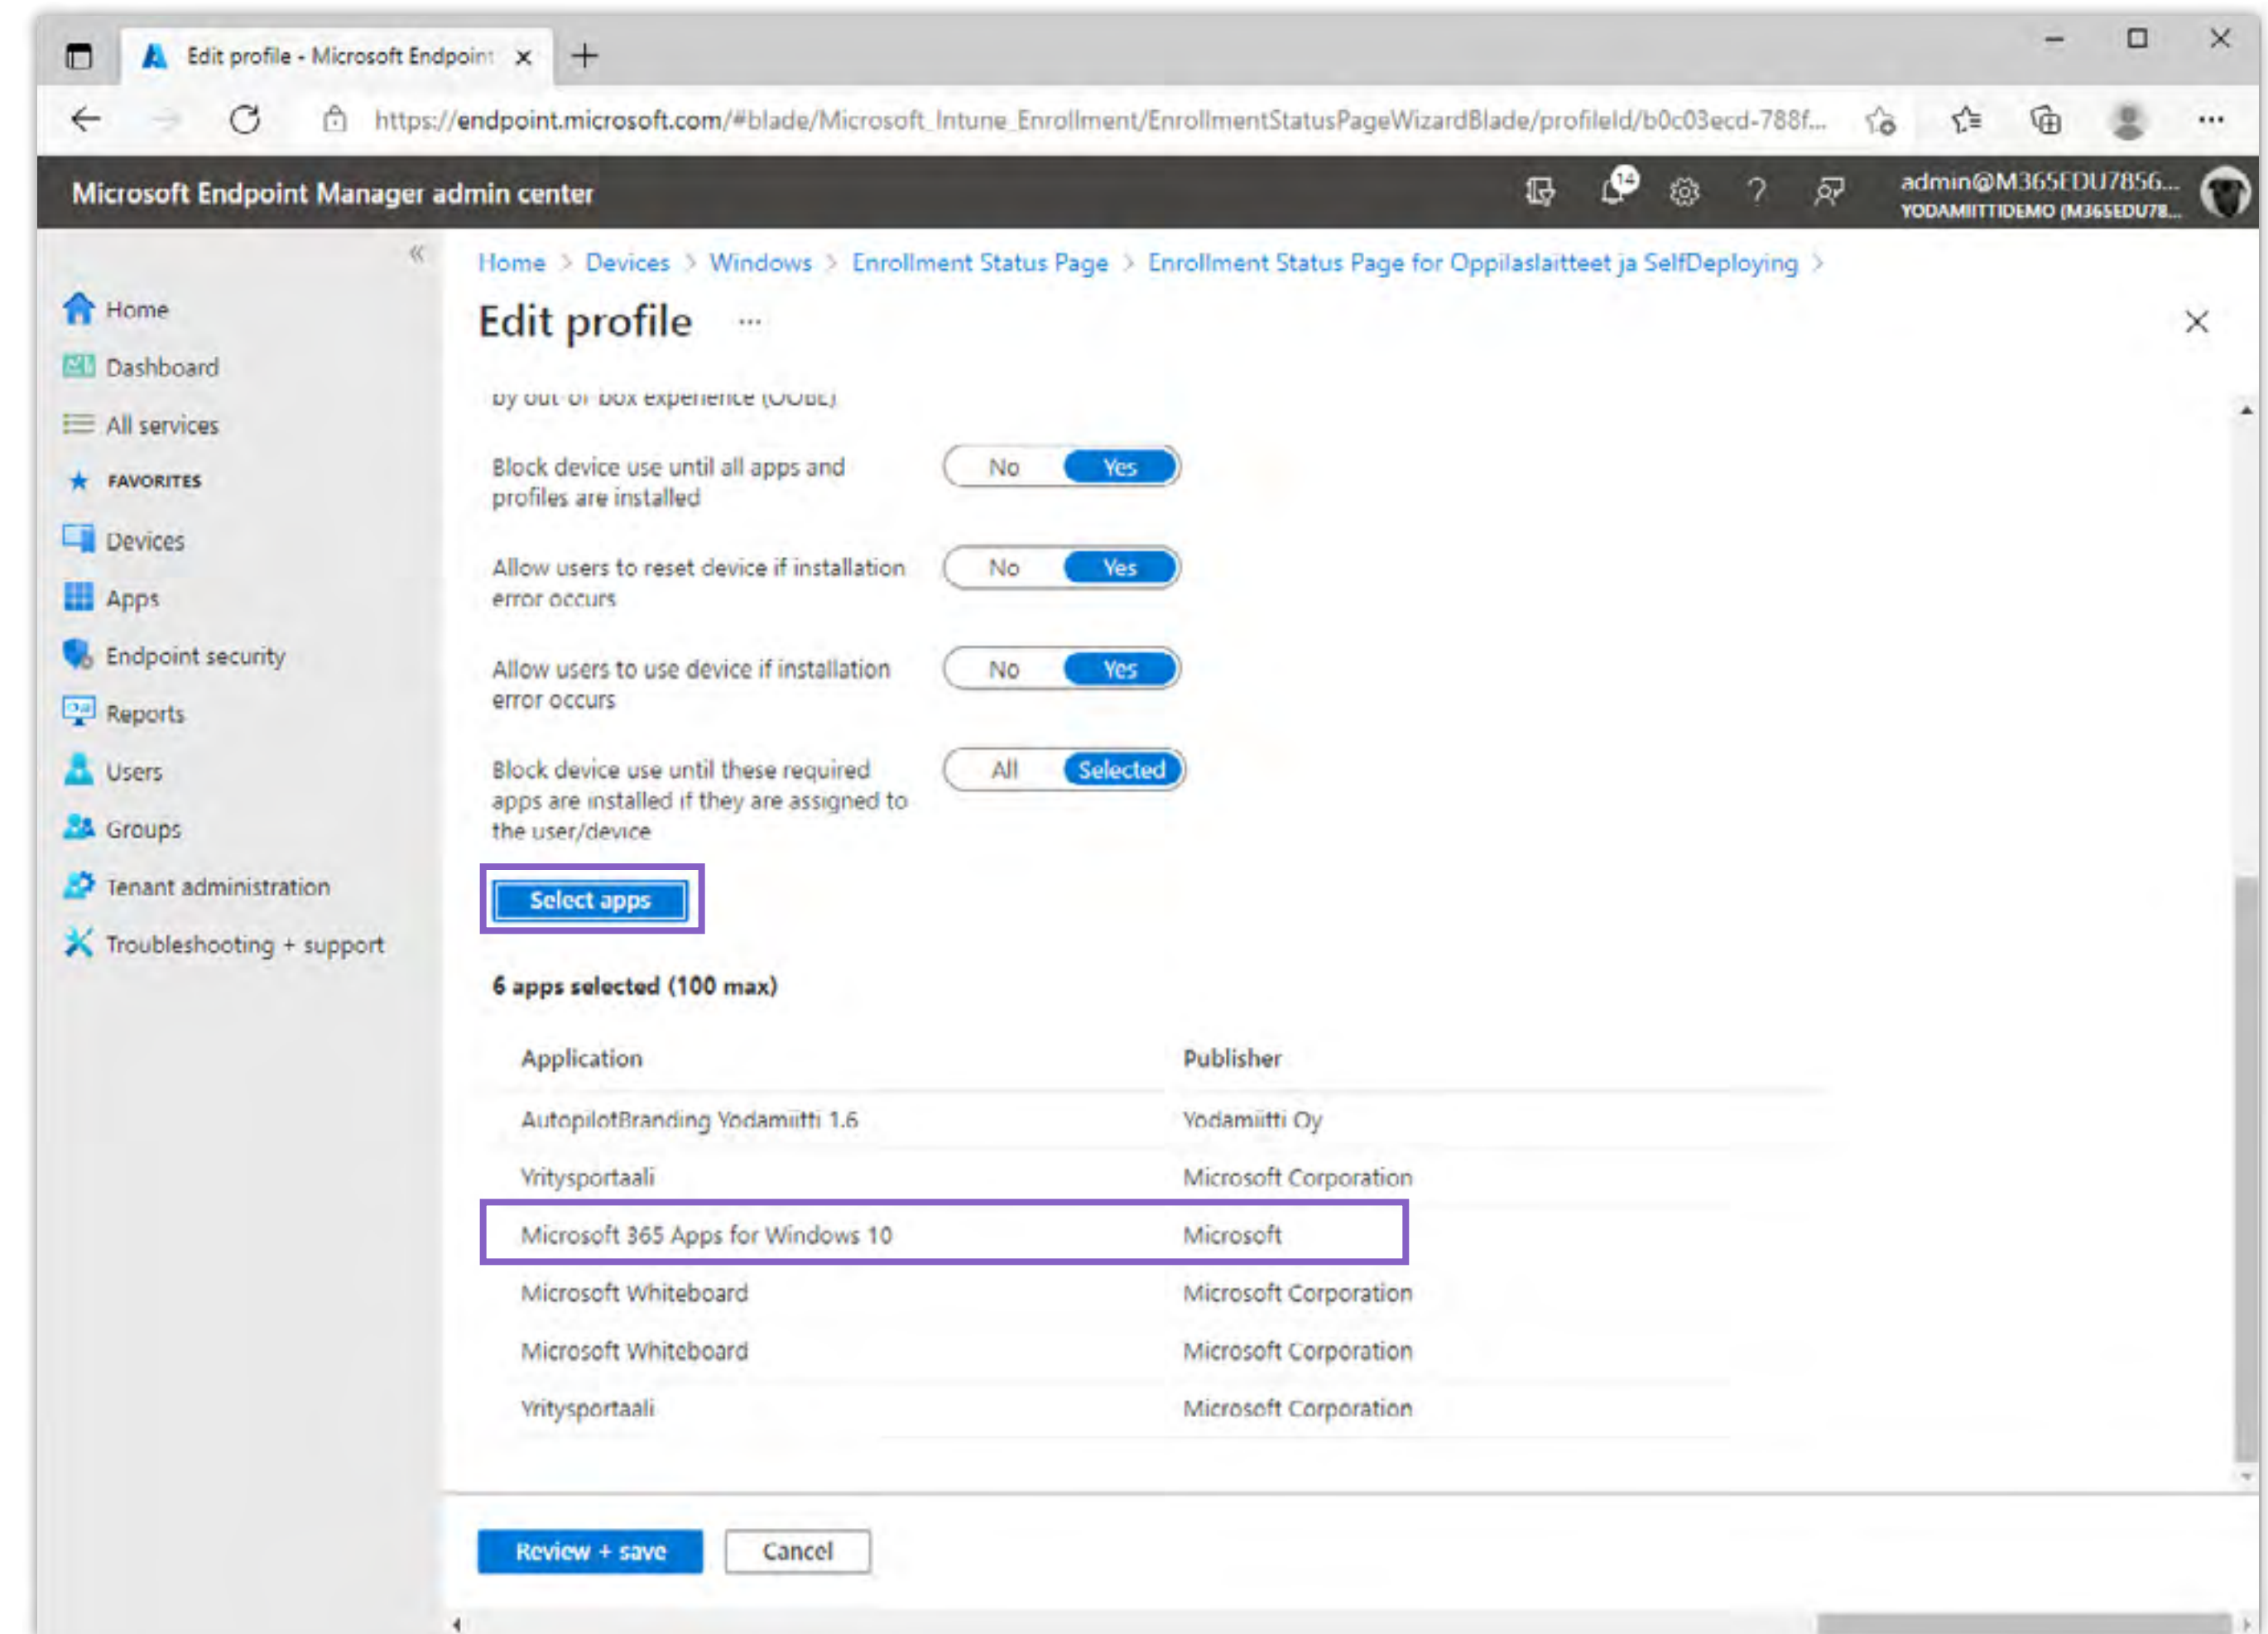 Edit profile - Microsoft Endpoint
https://endpoint.microsoft.com/#blade/Microsoft_Intune_Enrollment/EnrollmentStatusPageWizardBlade/profileId/b0c03ecd-788f...
Microsoft Endpoint Manager admin center
14
admin@M365EDU7856...
YODAMIITTIDEMO (M365EDU78...
Home > Devices > Windows > Enrollment Status Page > Enrollment Status Page for Oppilaslaitteet ja SelfDeploying >
Edit profile ...
Home
Dashboard
All services
FAVORITES
Devices
Apps
Endpoint security
Reports
Users
Groups
Tenant administration
Troubleshooting + support
by out-of-box experience (OOBE)
Block device use until all apps and
profiles are installed
No Yes
Allow users to reset device if installation
error occurs
No Yes
Allow users to use device if installation
error occurs
No Yes
Block device use until these required
apps are installed if they are assigned to
the user/device
All Selected
Select apps
6 apps selected (100 max)
Application Publisher
AutopilotBranding Yodamiitti 1.6 Yodamiitti Oy
Yritysportaali Microsoft Corporation
Microsoft 365 Apps for Windows 10 Microsoft
Microsoft Whiteboard Microsoft Corporation
Microsoft Whiteboard Microsoft Corporation
Yritysportaali Microsoft Corporation
Review + save Cancel